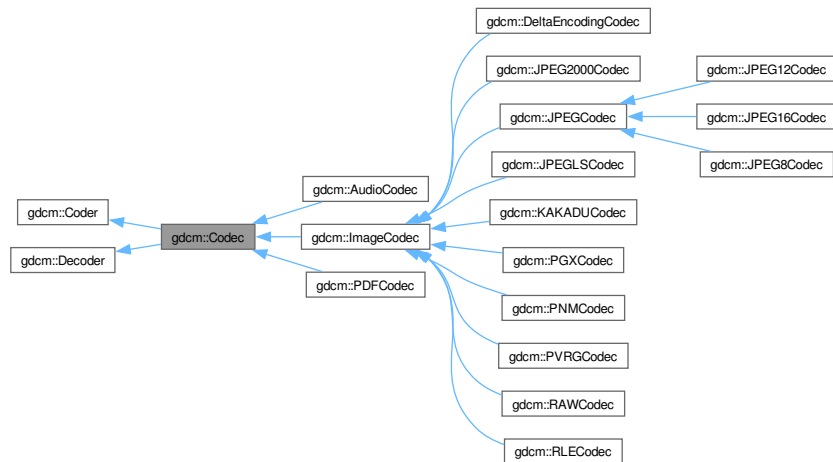 gdcm::DeltaEncodingCodec
gdcm::JPEG2000Codec
gdcm::JPEG12Codec
gdcm::JPEGCodec
gdcm::JPEG16Codec
gdcm::JPEGLSCodec
gdcm::JPEG8Codec
gdcm::AudioCodec
gdcm::Coder
gdcm::KAKADUCodec
gdcm::Codec
gdcm::ImageCodec
gdcm::Decoder
gdcm::PGXCodec
gdcm::PDFCodec
gdcm::PNMCodec
gdcm::PVRGCodec
gdcm::RAWCodec
gdcm::RLECodec